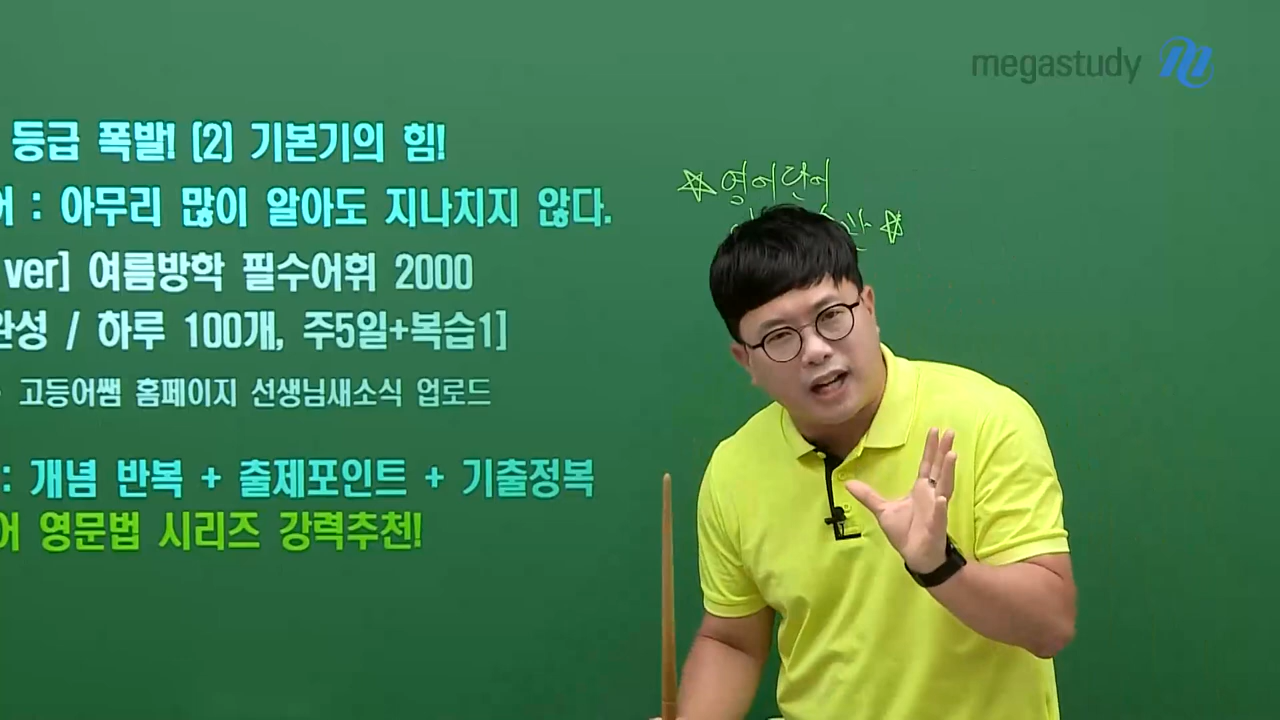 megastudy
등급 폭발! [2] 기본기의 힘!
어 : 아무리 많이 알아도 지나치지 않다.
ver] 여름방학 필수어휘 2000
완성 / 하루 100개, 주5일+복습1]
고등어쌤 홈페이지 선생님새소식 업로드
: 개념 반복 + 출제포인트 + 기출정복
어 영문법 시리즈 강력추천!
☆영어단어